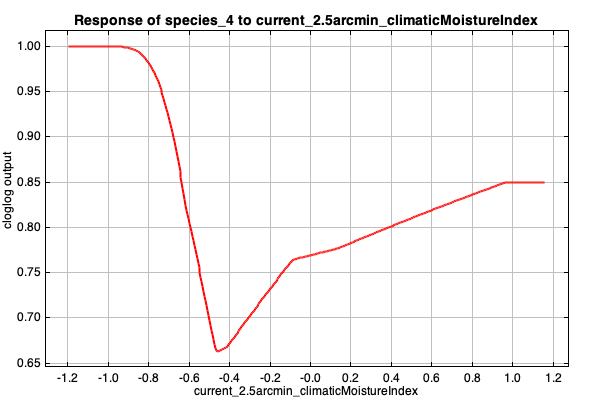 Response of species_4 to current_2.5arcmin_climaticMoistureIndex
cloglog output
1.00
0.95
0.90
0.85
0.80
0.75
0.70
0.65
-1.2 -1.0 -0.8 -0.6 -0.4 -0.2 -0.0 0.2 0.4 0.6 0.8 1.0 1.2
current_2.5arcmin_climaticMoistureIndex